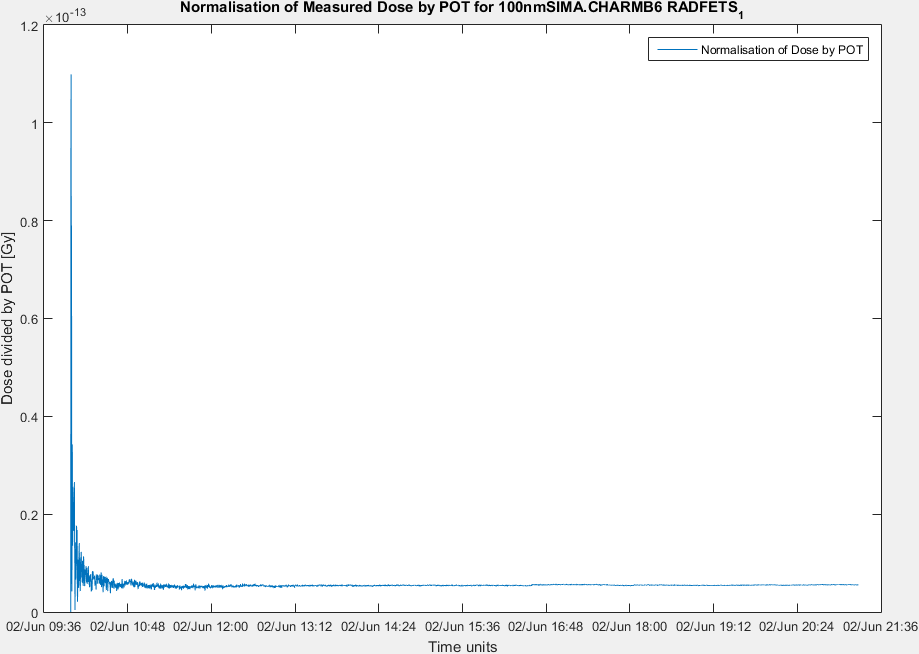 Normalisation of Measured Dose by POT for 100nmSIMA.CHARMB6 RADFETS1
×10-13
Normalisation of Dose by POT
1.2
1
0.8
0.6
0.4
0.2
0
Dose divided by POT [Gy]
02/Jun 09:36 02/Jun 10:48 02/Jun 12:00 02/Jun 13:12 02/Jun 14:24 02/Jun 15:36 02/Jun 16:48 02/Jun 18:00 02/Jun 19:12 02/Jun 20:24 02/Jun 21:36
Time units